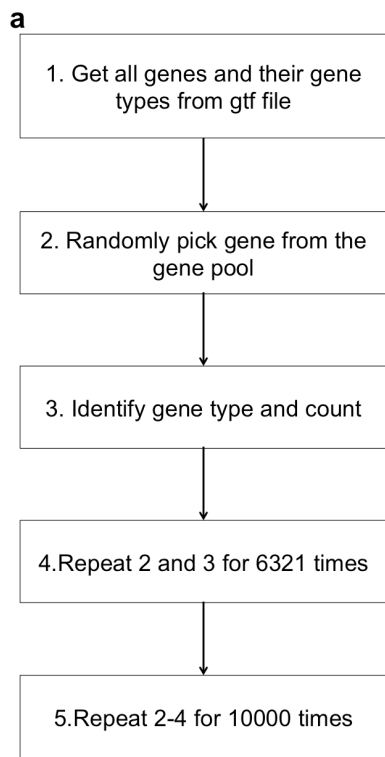 a
1. Get all genes and their gene
types from gtf file
2. Randomly pick gene from the
gene pool
3. Identify gene type and count
4.Repeat 2 and 3 for 6321 times
5.Repeat 2-4 for 10000 times